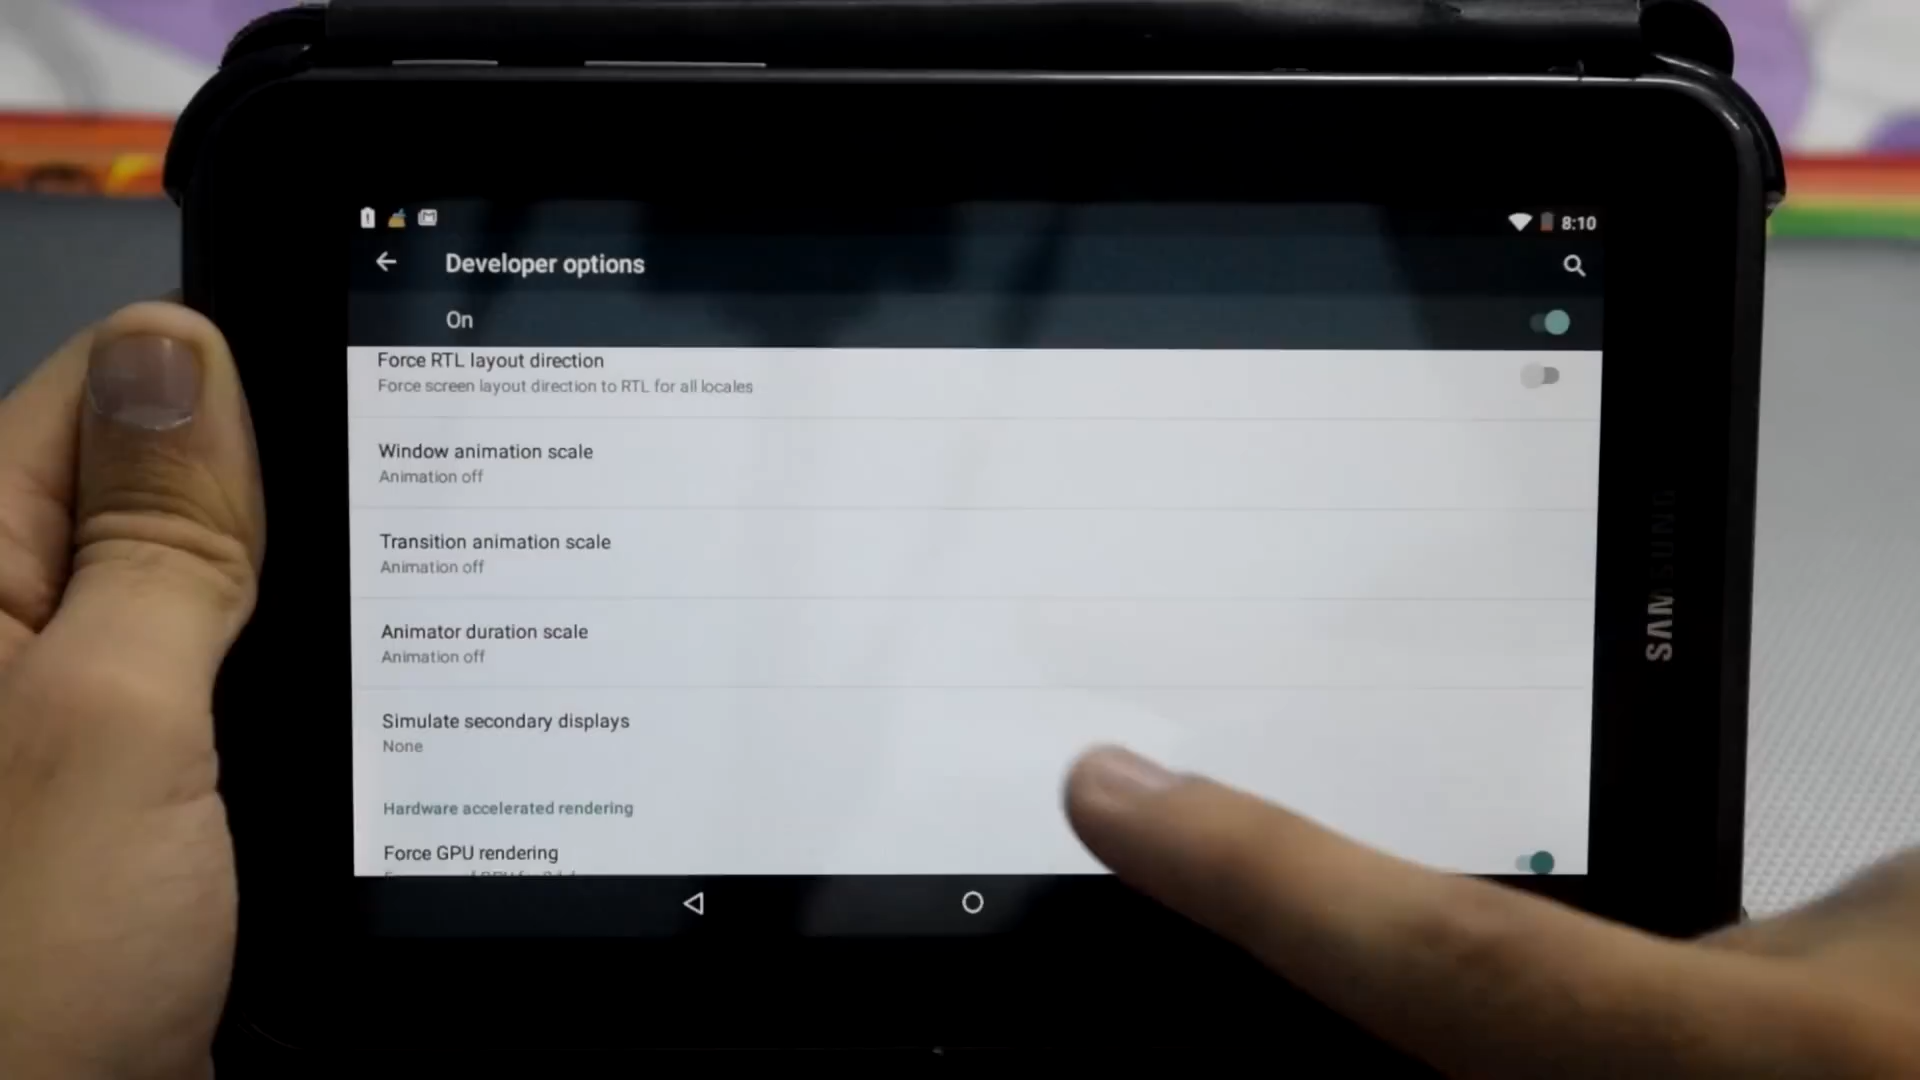 8:10
Developer options
On
Force RTL layout direction
Force screen layout direction to RTL for all locales
Window animation scale
Animation off
Transition animation scale
Animation off
Animator duration scale
Animation off
Simulate secondary displays
None
Hardware accelerated rendering
Force GPU rendering
SAMSUNG